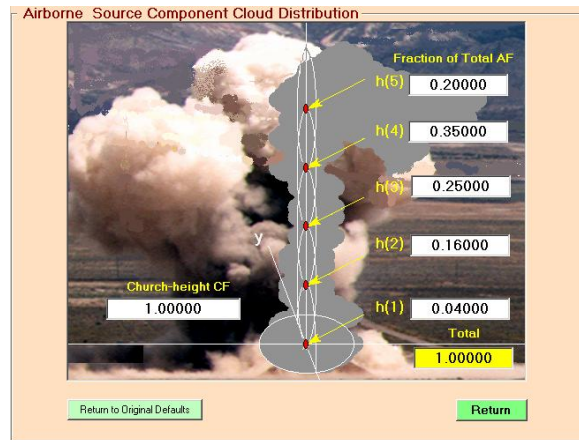 Airborne Source Component Cloud Distribution
Fraction of Total AF
h(5) 0.20000
h(4) 0.35000
h(3) 0.25000
y
h(2) 0.16000
Church-height CF
1.00000
h(1) 0.04000
Total
1.00000
Return to Original Defaults
Return